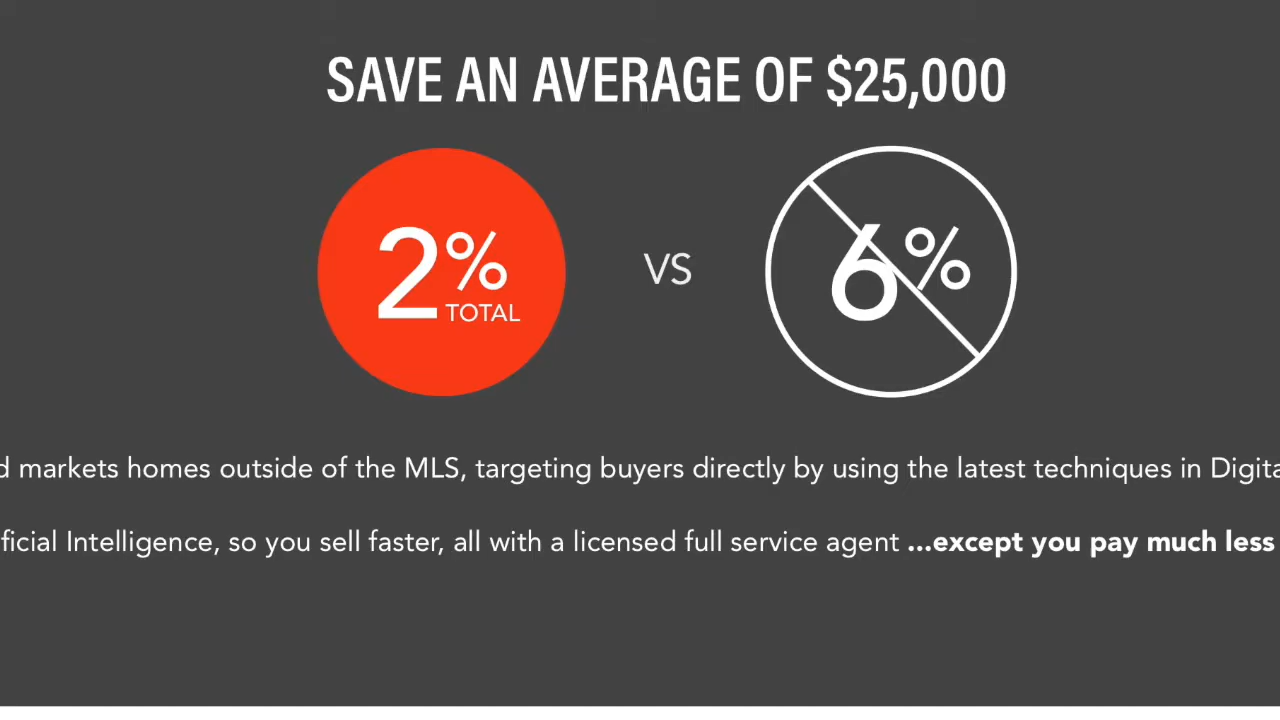 SAVE AN AVERAGE OF $25,000
2% TOTAL VS 6%
markets homes outside of the MLS, targeting buyers directly by using the latest techniques in
Intelligence, so you sell faster, all with a licensed full service agent ...except you pay much less